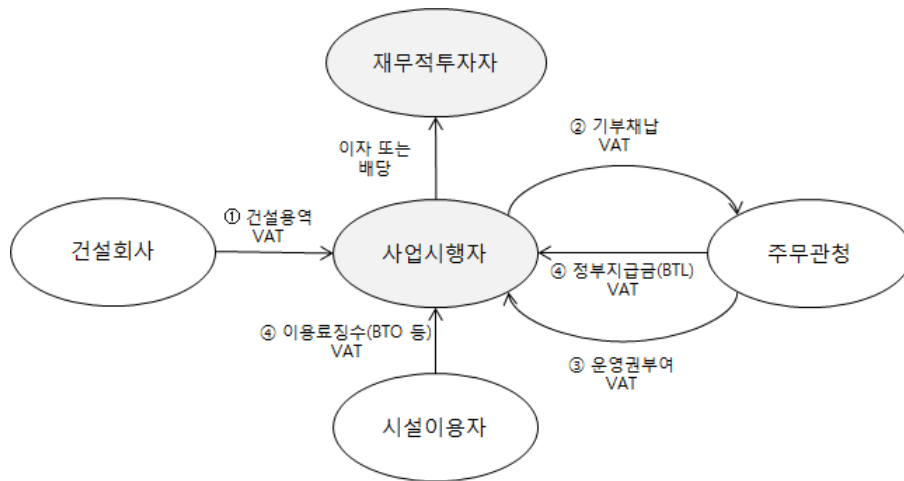 재무적투자자
② 기부채납
VAT
이자 또는
배당
① 건설용역
VAT
건설회사
사업시행자
주무관청
④ 정부지급금(BTL)
VAT
④ 이용료징수(BTO 등)
VAT
③ 운영권부여
VAT
시설이용자